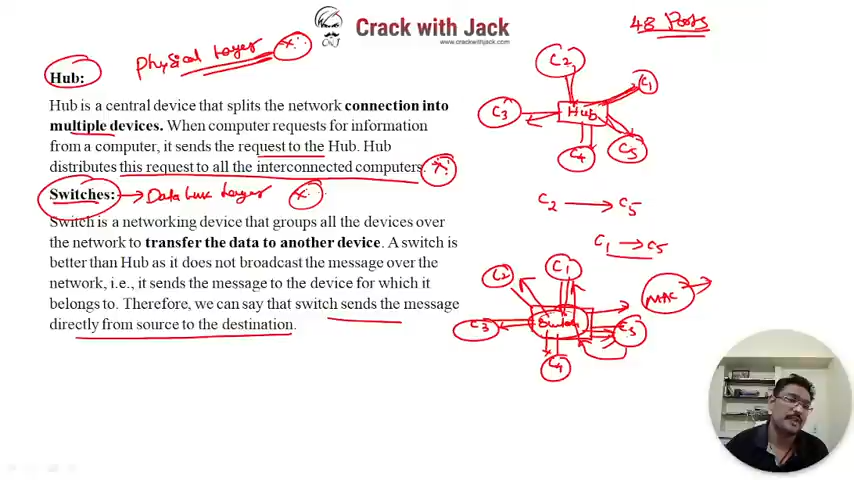 Crack with Jack
www.crackwithjack.com
48 Ports
Physical Layer
Hub:
Hub is a central device that splits the network connection into
multiple devices. When computer requests for information
from a computer, it sends the request to the Hub. Hub
distributes this request to all the interconnected computers.
Switches: → Data Link Layer
Switch is a networking device that groups all the devices over
the network to transfer the data to another device. A switch is
better than Hub as it does not broadcast the message over the
network, i.e., it sends the message to the device for which it
belongs to. Therefore, we can say that switch sends the message
directly from source to the destination.
C2
C1
C3
Hub
C4
C5
C2 → C5
C1 → C5
C2
C1
MAC
C3
Switch
C5
C4